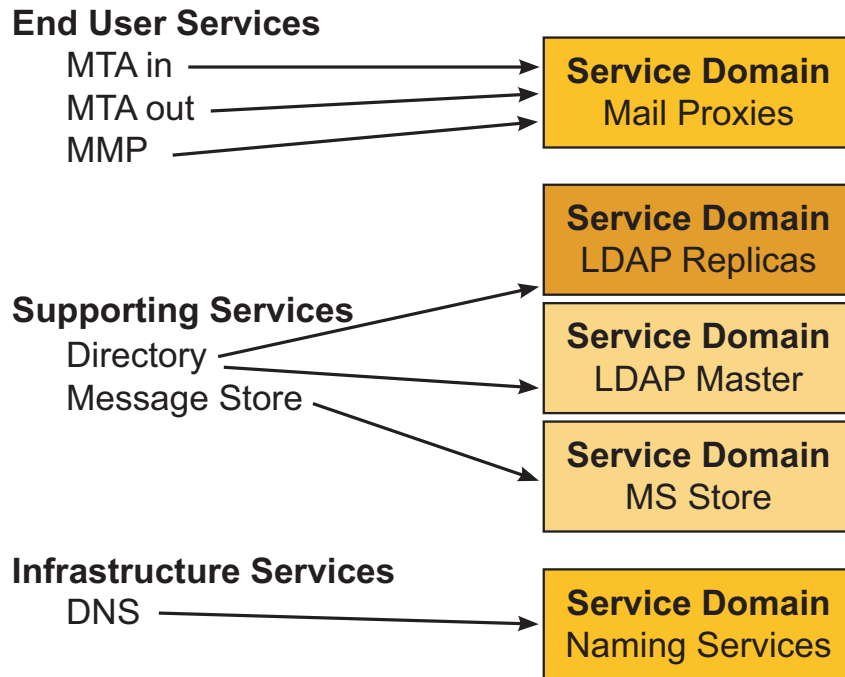 End User Services
MTA in
MTA out
MMP
Service Domain
Mail Proxies
Service Domain
LDAP Replicas
Supporting Services
Directory
Message Store
Service Domain
LDAP Master
Service Domain
MS Store
Infrastructure Services
DNS
Service Domain
Naming Services